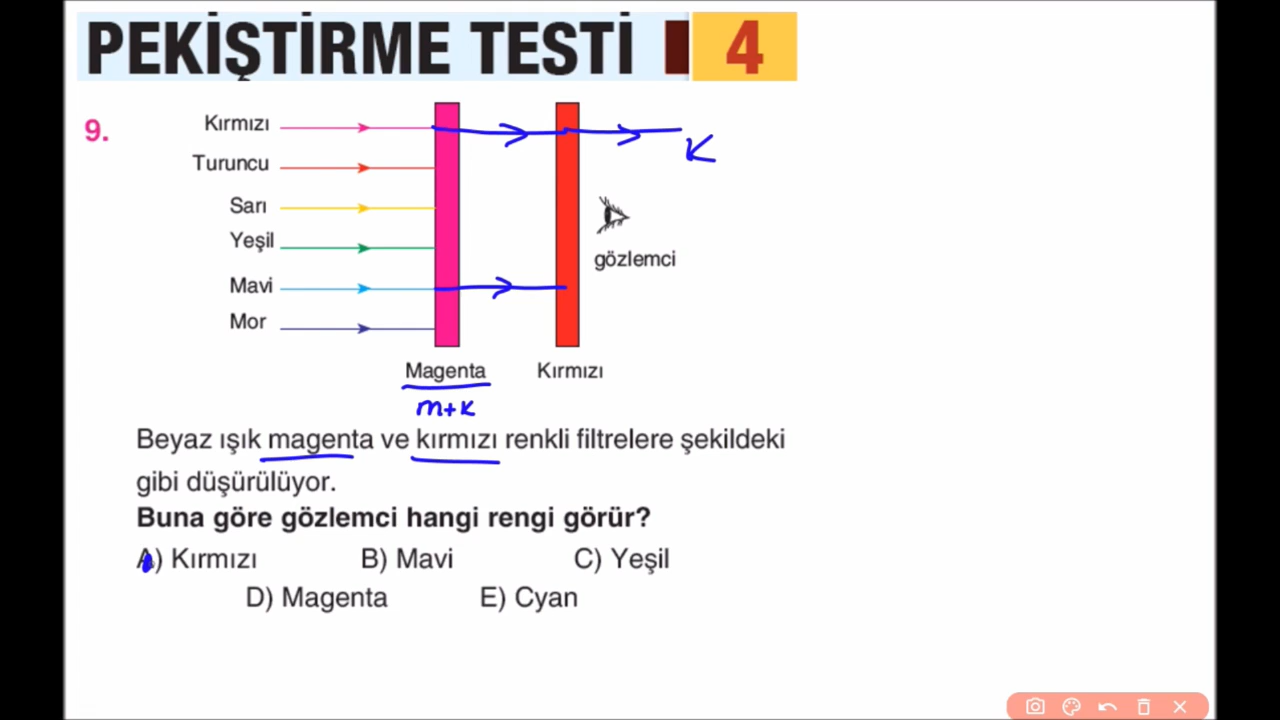 PEKİŞTİRME TESTİ 4
9.
Kırmızı
K
Turuncu
Sarı
Yeşil
gözlemci
Mavi
Mor
Magenta Kırmızı
m+K
Beyaz ışık magenta ve kırmızı renkli filtrelere şekildeki
gibi düşürülüyor.
Buna göre gözlemci hangi rengi görür?
A) Kırmızı B) Mavi C) Yeşil
D) Magenta E) Cyan